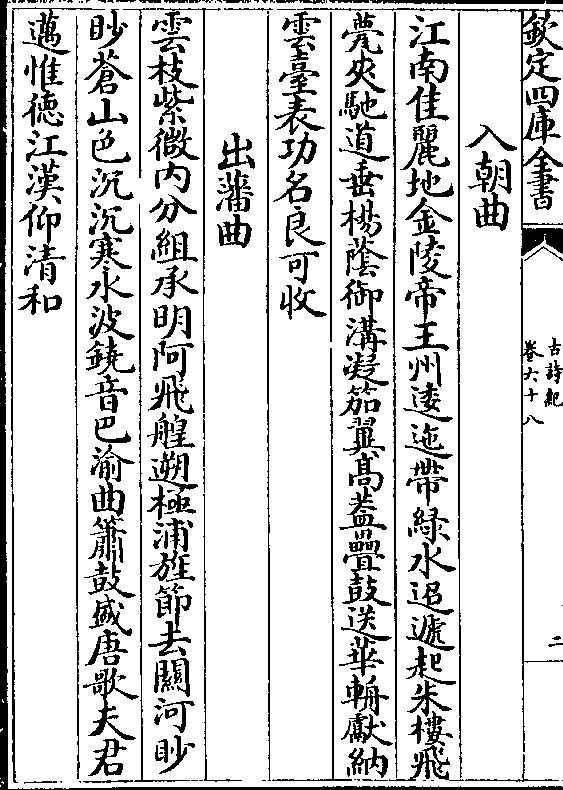 欽定四庫全書
古詩紀
卷六十八
二
入朝曲
江南佳麗地金陵帝王州逶迤帶緑水迢遞起朱樓飛
甍夾馳道垂楊蔭御溝凝笳翼高蓋疊鼓送華輈獻納
雲臺表功名良可收
出藩曲
雲枝紫微内分組承明阿飛艎遡極浦旌節去關河眇
眇蒼山色沉沉寒水波鐃音巴渝曲簫鼓盛唐歌夫君
邁惟德江漢仰清和